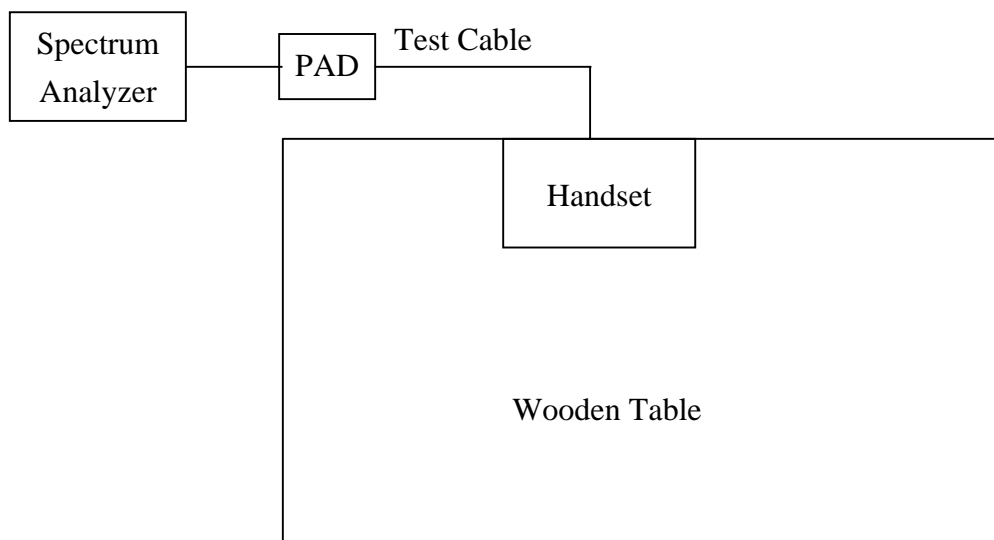 Spectrum
Analyzer
PAD
Test Cable
Handset
Wooden Table